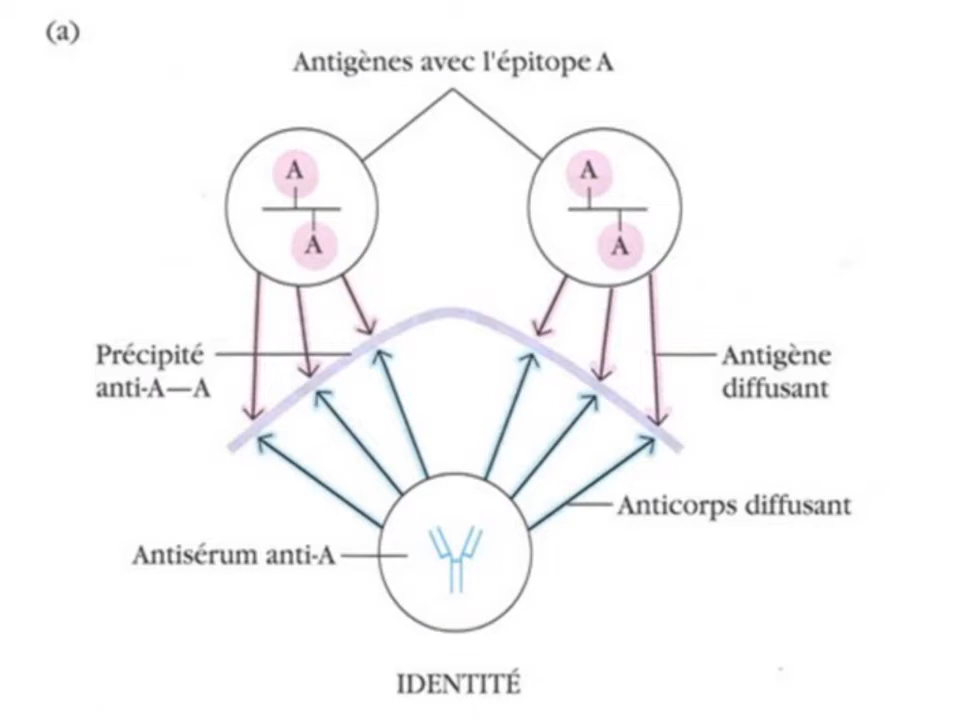 (a)
Antigènes avec l'épitope A
A
A
A
A
Précipité
anti-A—A
Antigène
diffusant
Anticorps diffusant
Antisérum anti-A
IDENTITÉ